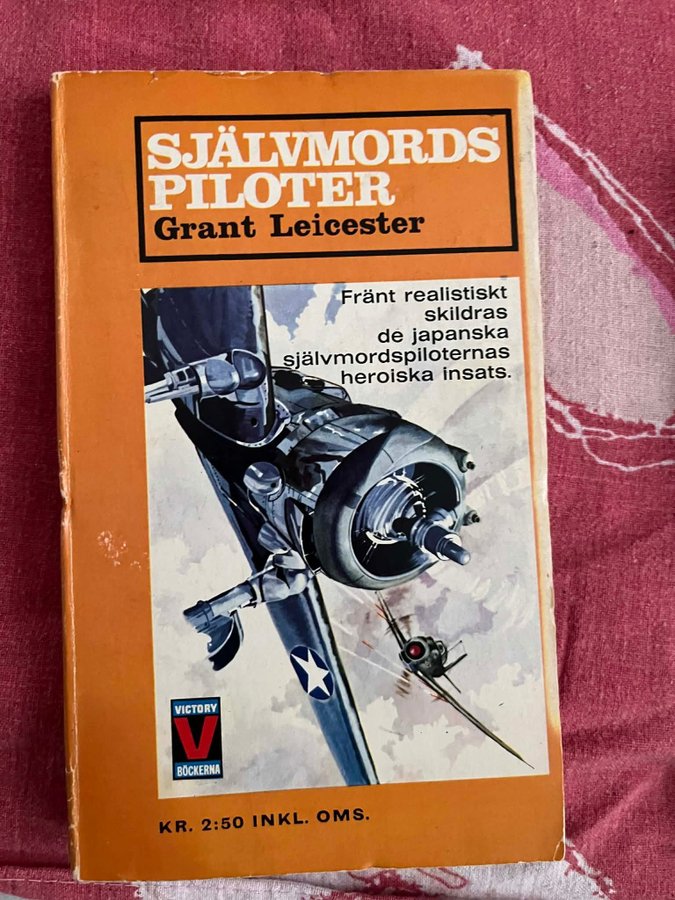 SJÄLVMORDS
PILOTER
Grant Leicester
Fränt realistiskt
skildras
de japanska
självmordspiloternas
heroiska insats.
VICTORY
V
BÖCKERNA
KR. 2:50 INKL. OMS.